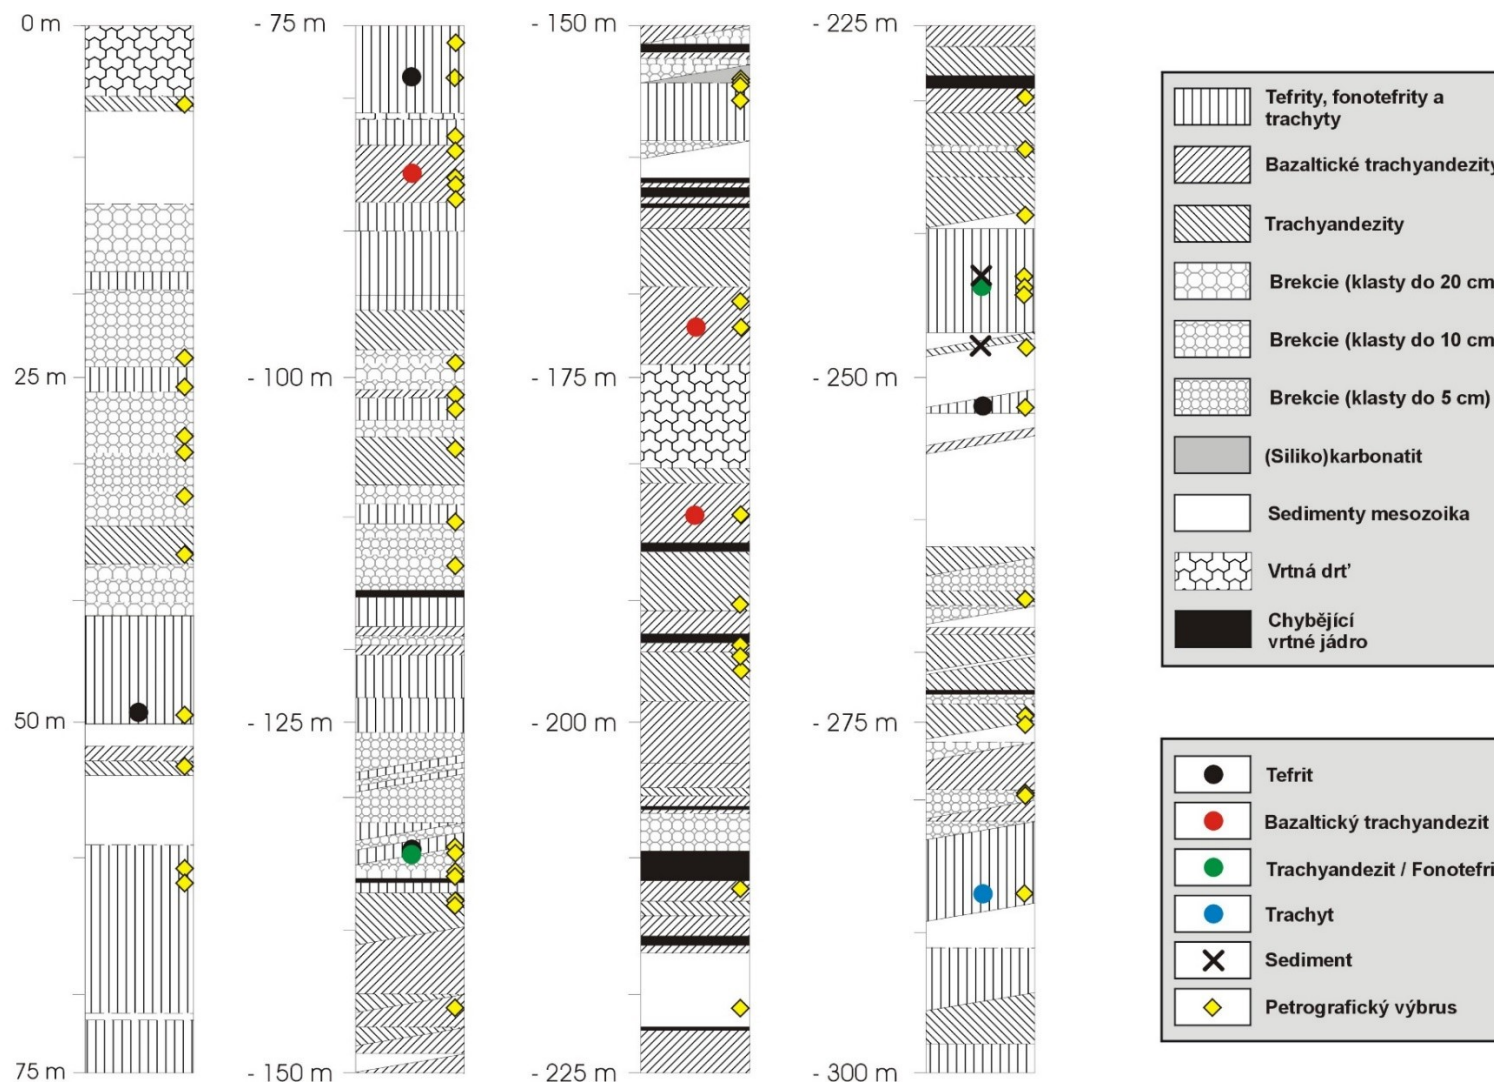 0 m
25 m
50 m
75 m
- 75 m
- 100 m
- 125 m
- 150 m
- 150 m
- 175 m
- 200 m
- 225 m
- 225 m
- 250 m
- 275 m
- 300 m
Tefrity, fonotefrity a
trachyty
Bazaltické trachyandezity
Trachyandezity
Brekcie (klasty do 20 cm
Brekcie (klasty do 10 cm
Brekcie (klasty do 5 cm)
(Siliko)karbonatit
Sedimenty mesozoika
Vrtná drť
Chybějící
vrtné jádro
Tefrit
Bazaltický trachyandezit
Trachyandezit / Fonotefri
Trachyt
Sediment
Petrografický výbrus